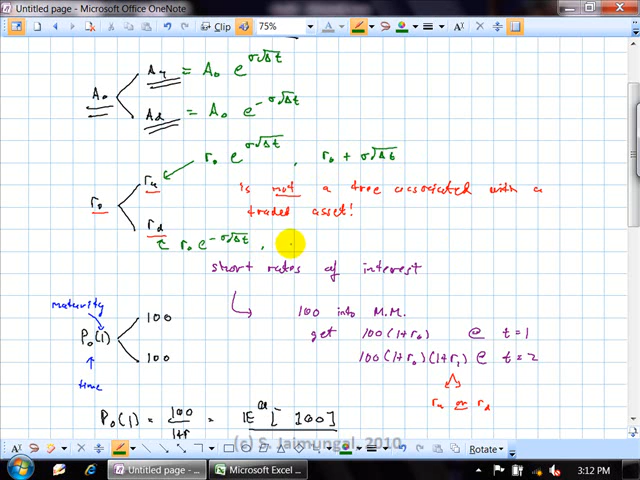 Untitled page - Microsoft Office OneNote
75%
A₀
A_u = A₀ e^{σ√Δt}
A_d = A₀ e^{-σ√Δt}
r₀ e^{σ√Δt} , r₀ + σ√Δt
r₀
r_u
is not a tree associated with a
traded asset!
r_d
r₀ e^{-σ√Δt} ,
short rates of interest
maturity
P₀(1)
100
100
time
100 into M.M.
get 100(1+r₀) @ t=1
100(1+r₀)(1+r₁) @ t=2
r_u or r_d
P₀(1) = 100/1+r = 𝔼^Q [ 100 ]
(c) S. Jaimungal, 2010
Rotate
Untitled page - Micr...
Microsoft Excel ...
3:12 PM